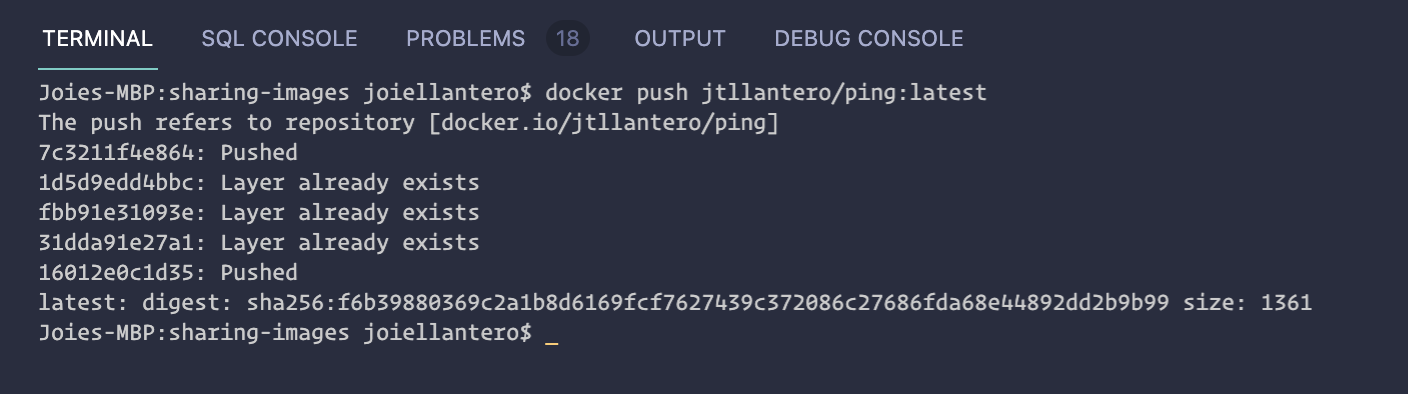 TERMINAL SQL CONSOLE PROBLEMS 18 OUTPUT DEBUG CONSOLE
Joies-MBP:sharing-images joiellantero$ docker push jtllantero/ping:latest
The push refers to repository [docker.io/jtllantero/ping]
7c3211f4e864: Pushed
1d5d9edd4bbc: Layer already exists
fbb91e31093e: Layer already exists
31dda91e27a1: Layer already exists
16012e0c1d35: Pushed
latest: digest: sha256:f6b39880369c2a1b8d6169fcf7627439c372086c27686fda68e44892dd2b9b99 size: 1361
Joies-MBP:sharing-images joiellantero$ _